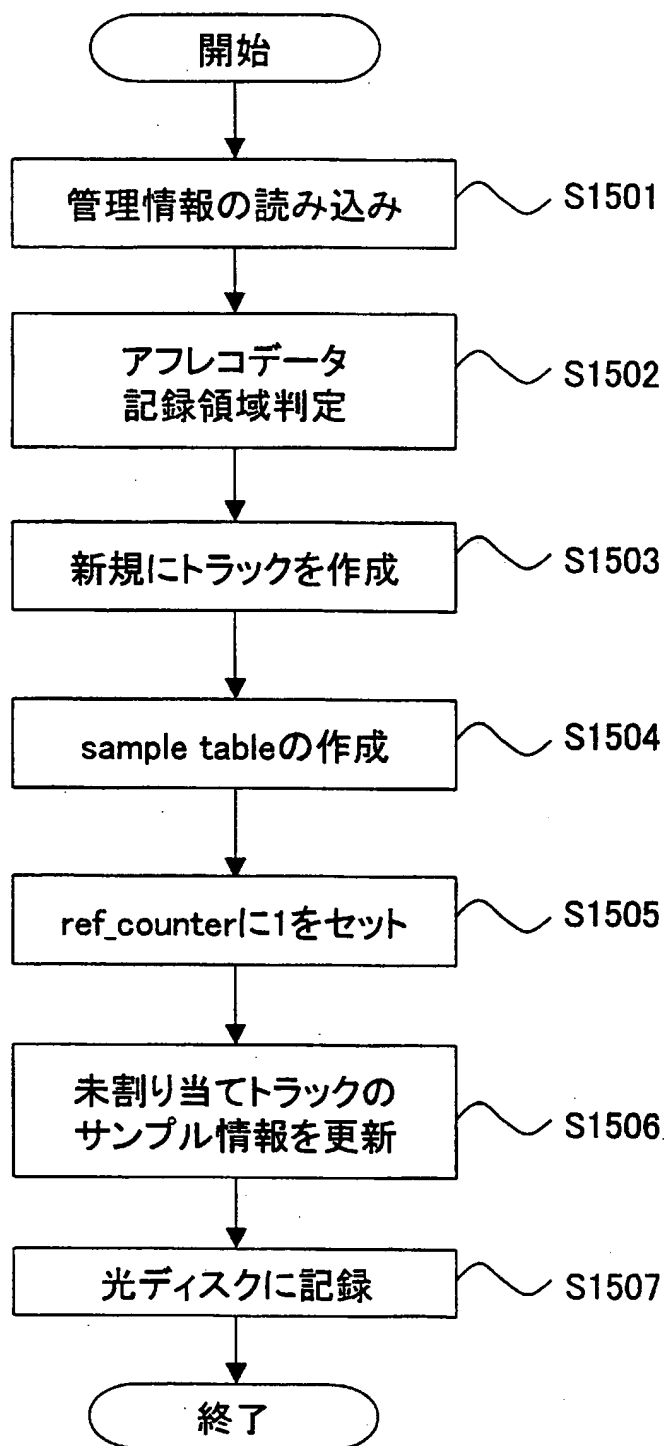 開始
管理情報の読み込み
S1501
アフレコデータ
記録領域判定
S1502
新規にトラックを作成
S1503
sample tableの作成
S1504
ref_counterに1をセット
S1505
未割り当てトラックの
サンプル情報を更新
S1506
光ディスクに記録
S1507
終了